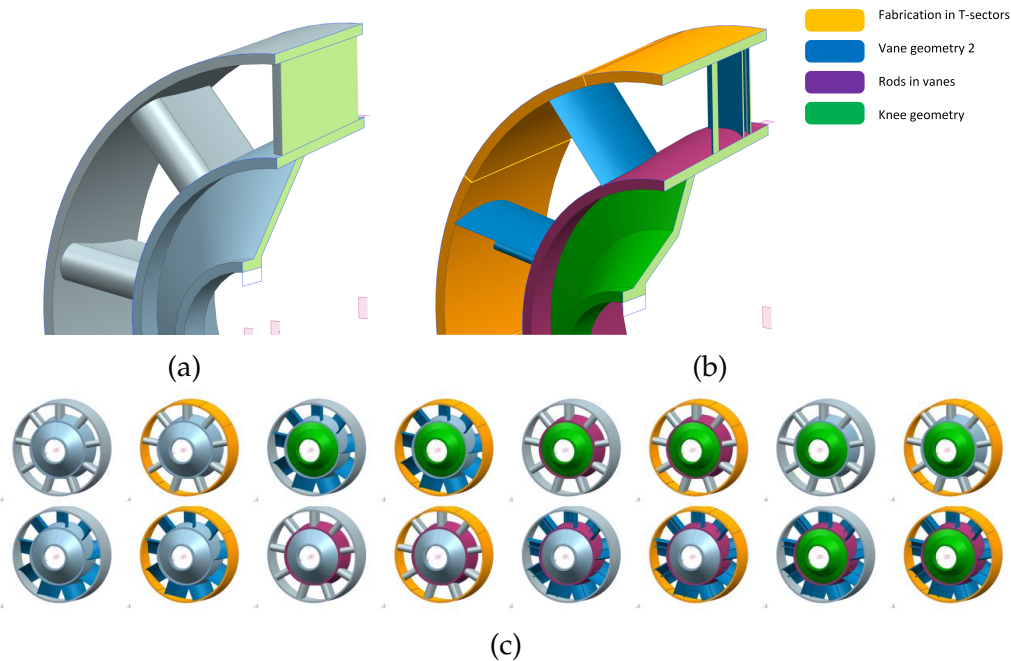 Fabrication in T-sectors
Vane geometry 2
Rods in vanes
Knee geometry
(a)
(b)
(c)